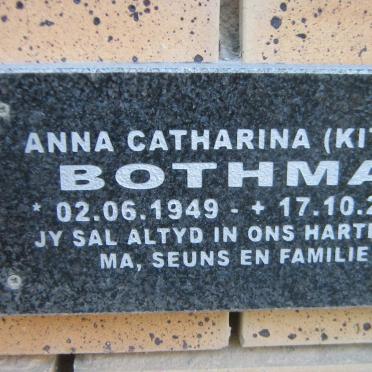 ANNA CATHARINA (KIT
BOTHMA
* 02.06.1949 - + 17.10.2
JY SAL ALTYD IN ONS HARTE
MA, SEUNS EN FAMILIE